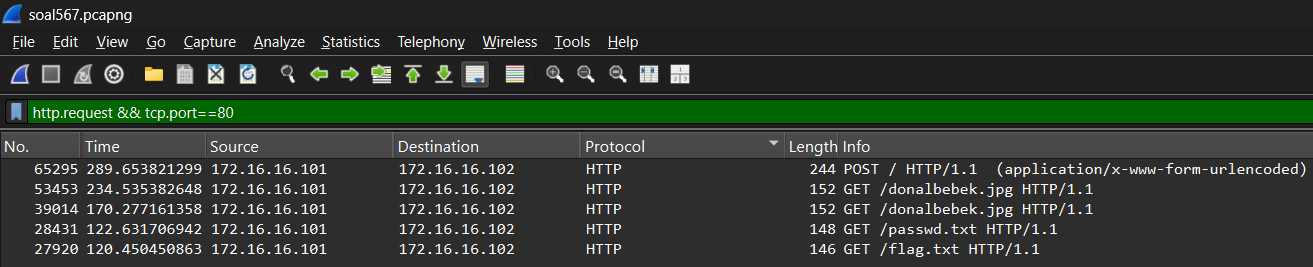 soal567.pcapng
File Edit View Go Capture Analyze Statistics Telephony Wireless Tools Help
http.request && tcp.port==80
No. Time Source Destination Protocol Length Info
65295 289.653821299 172.16.16.101 172.16.16.102 HTTP 244 POST / HTTP/1.1 (application/x-www-form-urlencoded)
53453 234.535382648 172.16.16.101 172.16.16.102 HTTP 152 GET /donalbebek.jpg HTTP/1.1
39014 170.277161358 172.16.16.101 172.16.16.102 HTTP 152 GET /donalbebek.jpg HTTP/1.1
28431 122.631706942 172.16.16.101 172.16.16.102 HTTP 148 GET /passwd.txt HTTP/1.1
27920 120.450450863 172.16.16.101 172.16.16.102 HTTP 146 GET /flag.txt HTTP/1.1